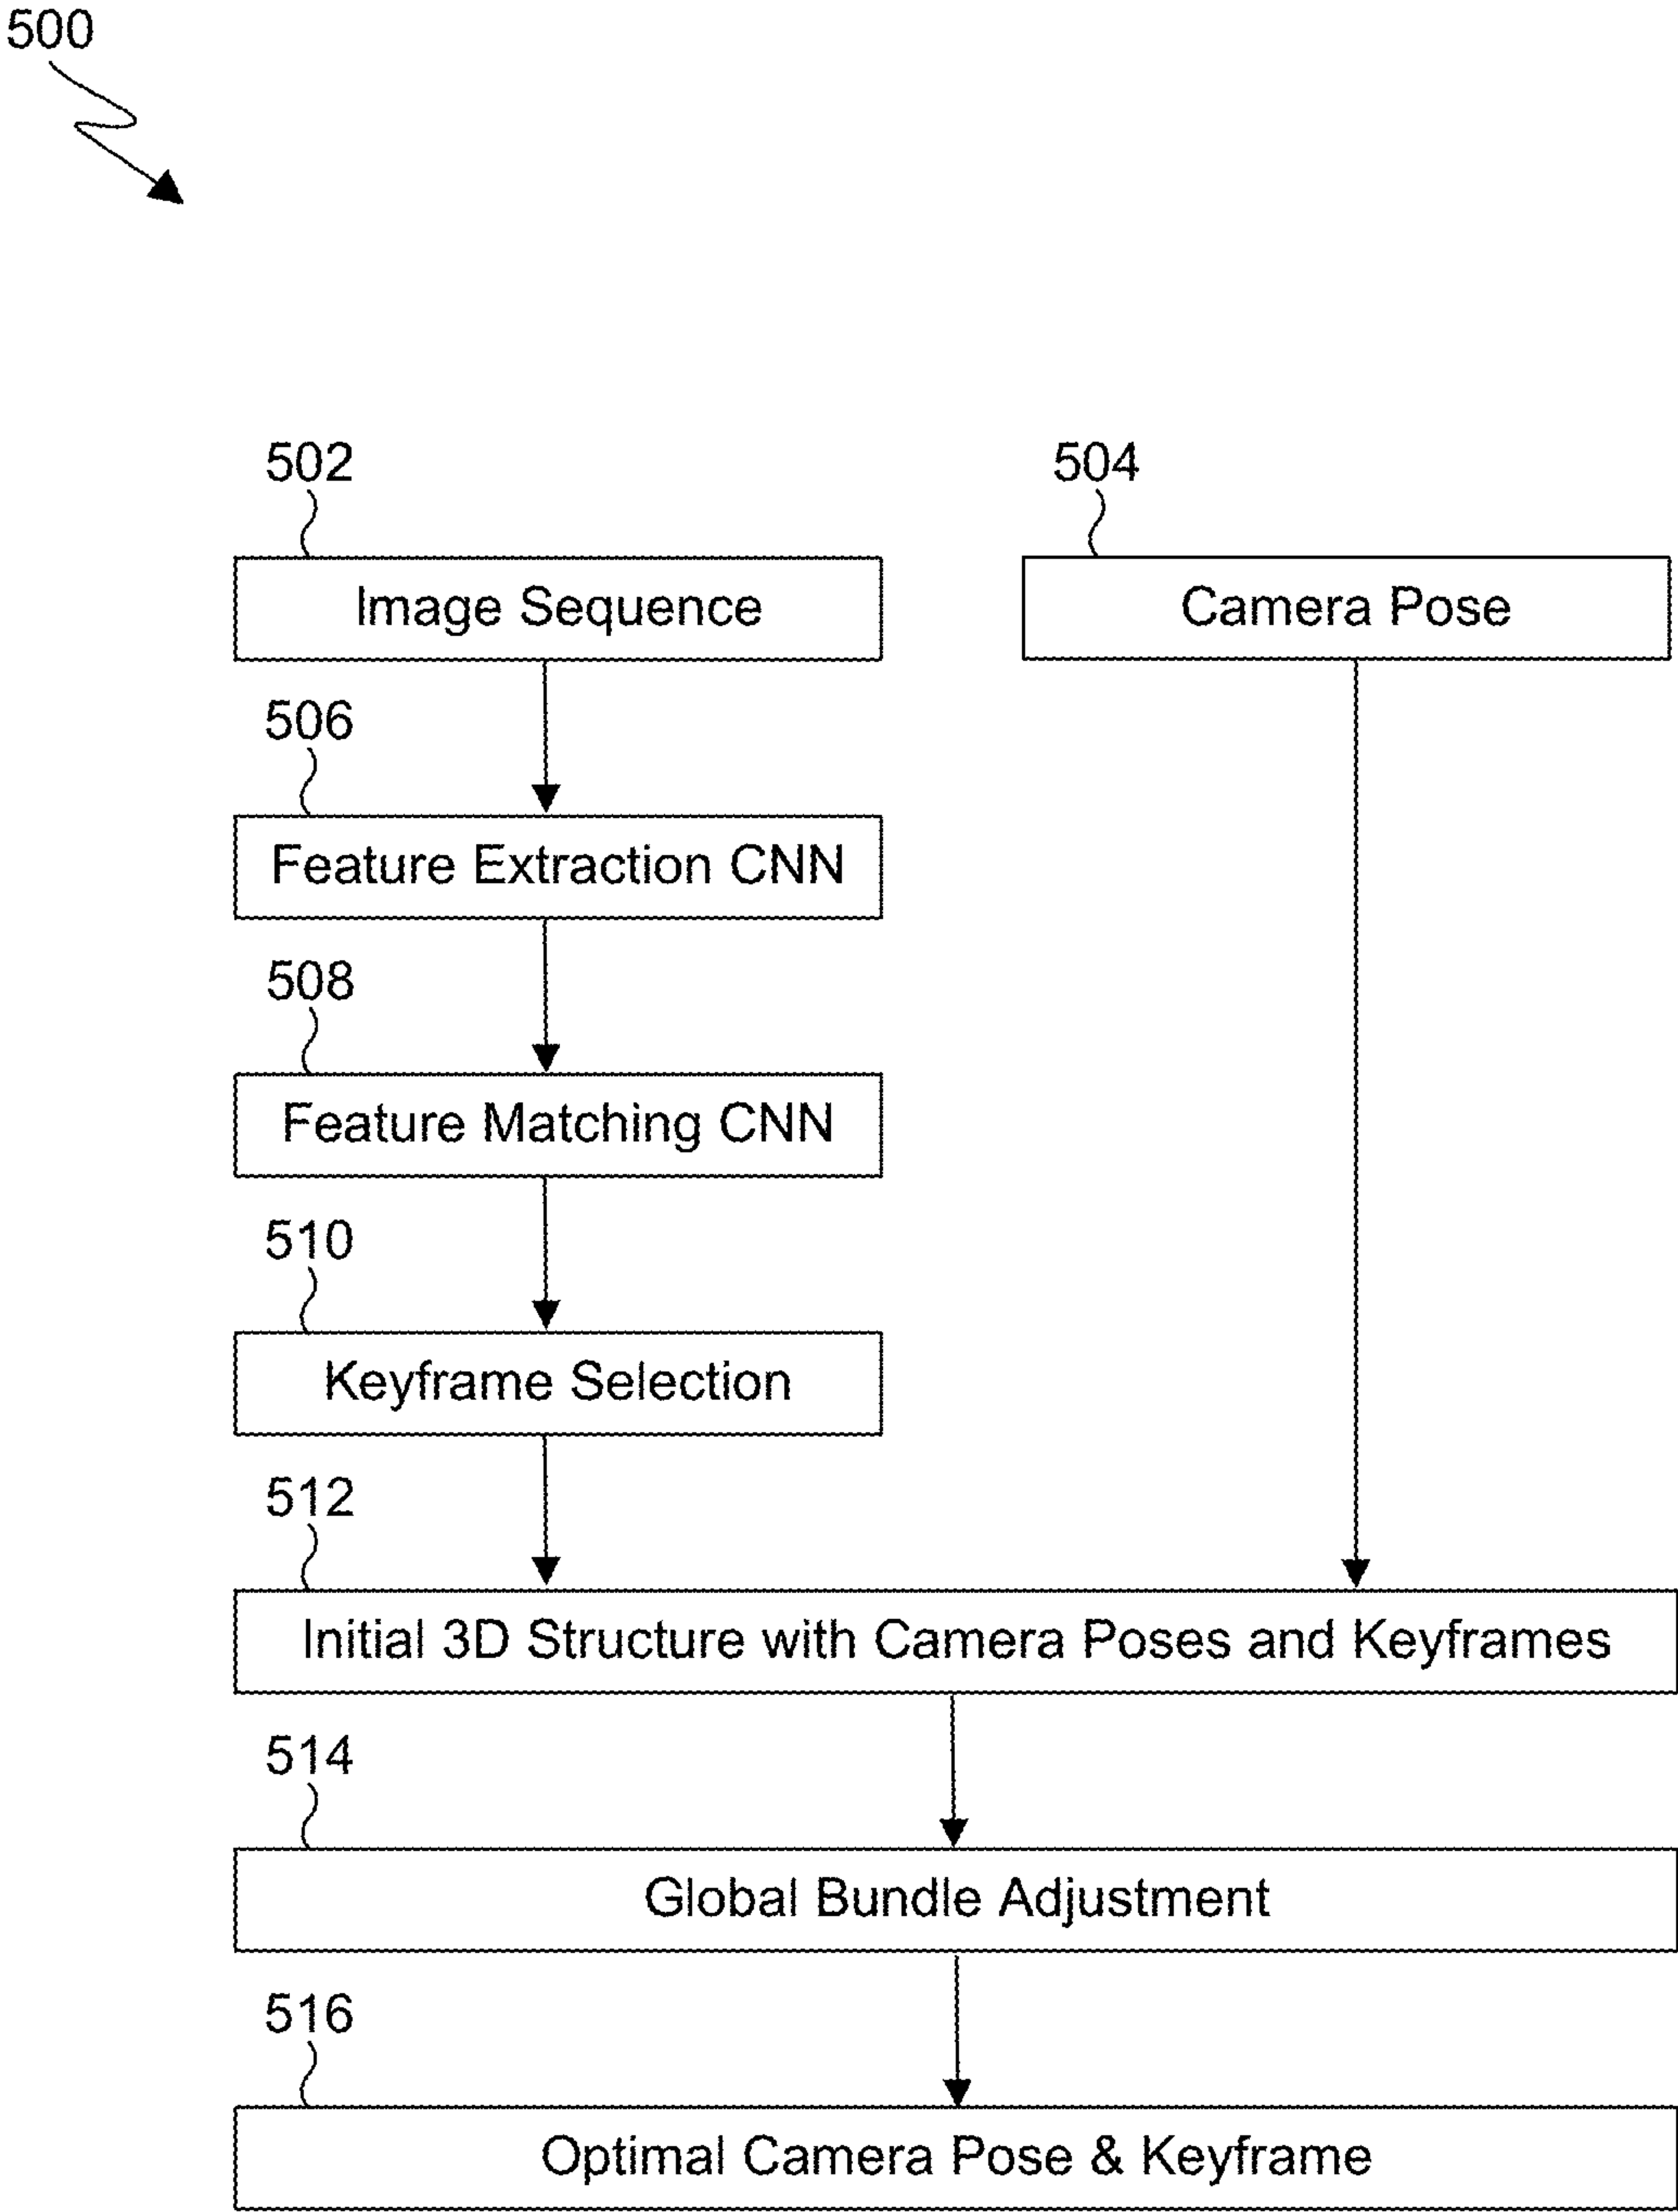 500
502
504
Image Sequence
Camera Pose
506
Feature Extraction CNN
508
Feature Matching CNN
510
Keyframe Selection
512
Initial 3D Structure with Camera Poses and Keyframes
514
Global Bundle Adjustment
516
Optimal Camera Pose & Keyframe